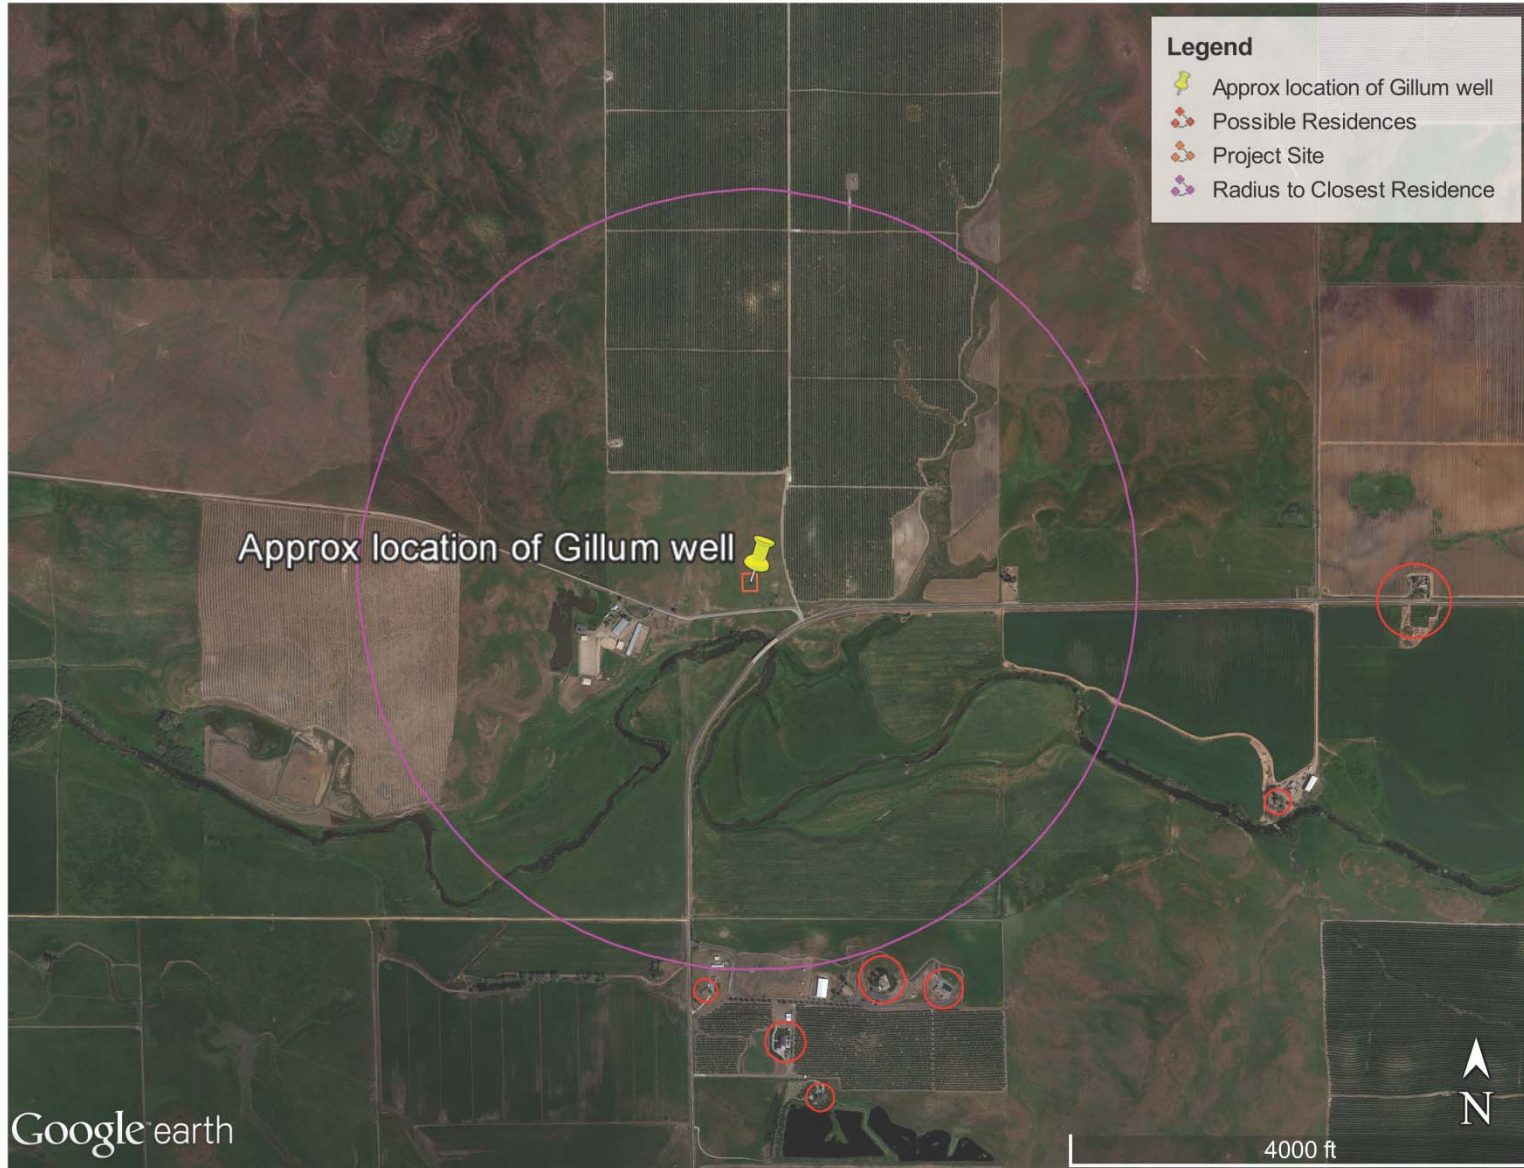 Legend
Approx location of Gillum well
Possible Residences
Project Site
Radius to Closest Residence
Approx location of Gillum well
N
Google earth
4000 ft